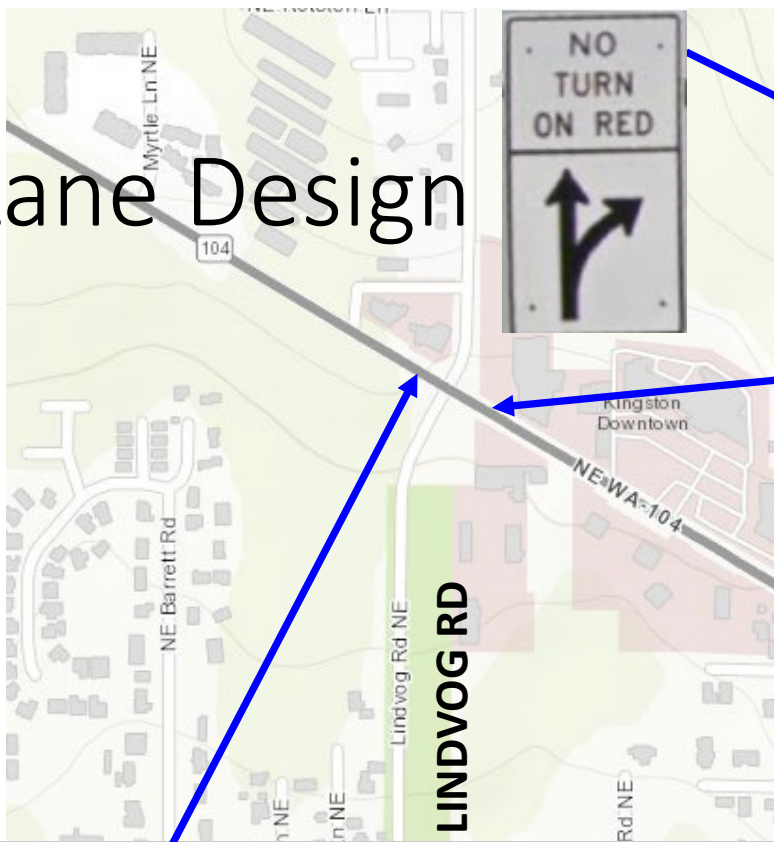 Myrtle Ln NE
NO
TURN
ON RED
Design
104
Kingston
Downtown
NE WA-104
NE Barrett Rd
Lindvog Rd NE
LINDVOG RD
NE
Rd NE